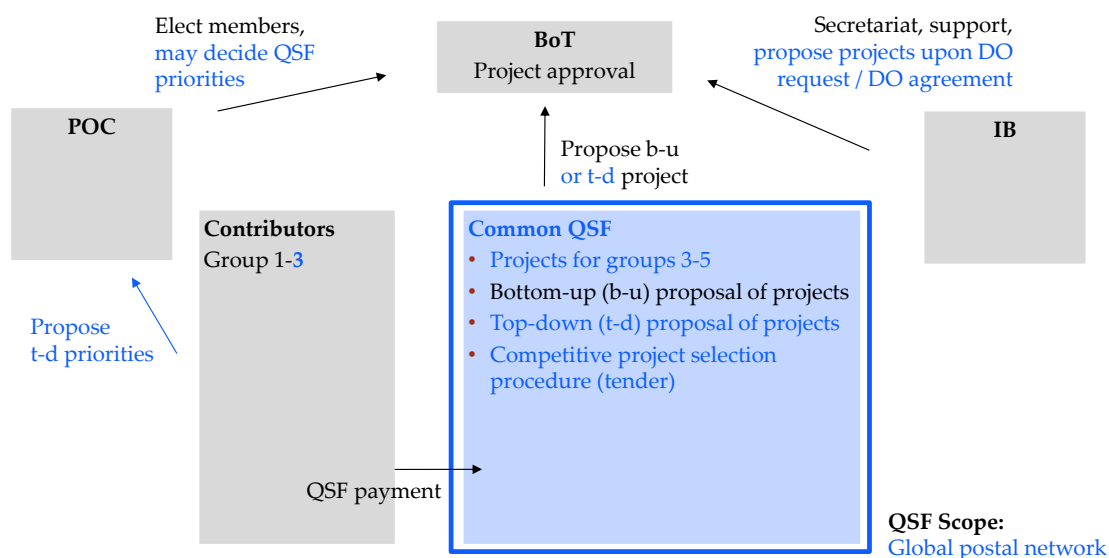 Elect members,
may decide QSF
priorities
BoT
Project approval
Secretariat, support,
propose projects upon DO
request / DO agreement
POC
IB
Propose b-u
or t-d project
Contributors
Group 1-3
Common QSF
• Projects for groups 3-5
• Bottom-up (b-u) proposal of projects
• Top-down (t-d) proposal of projects
• Competitive project selection
procedure (tender)
Propose
t-d priorities
QSF payment
QSF Scope:
Global postal network